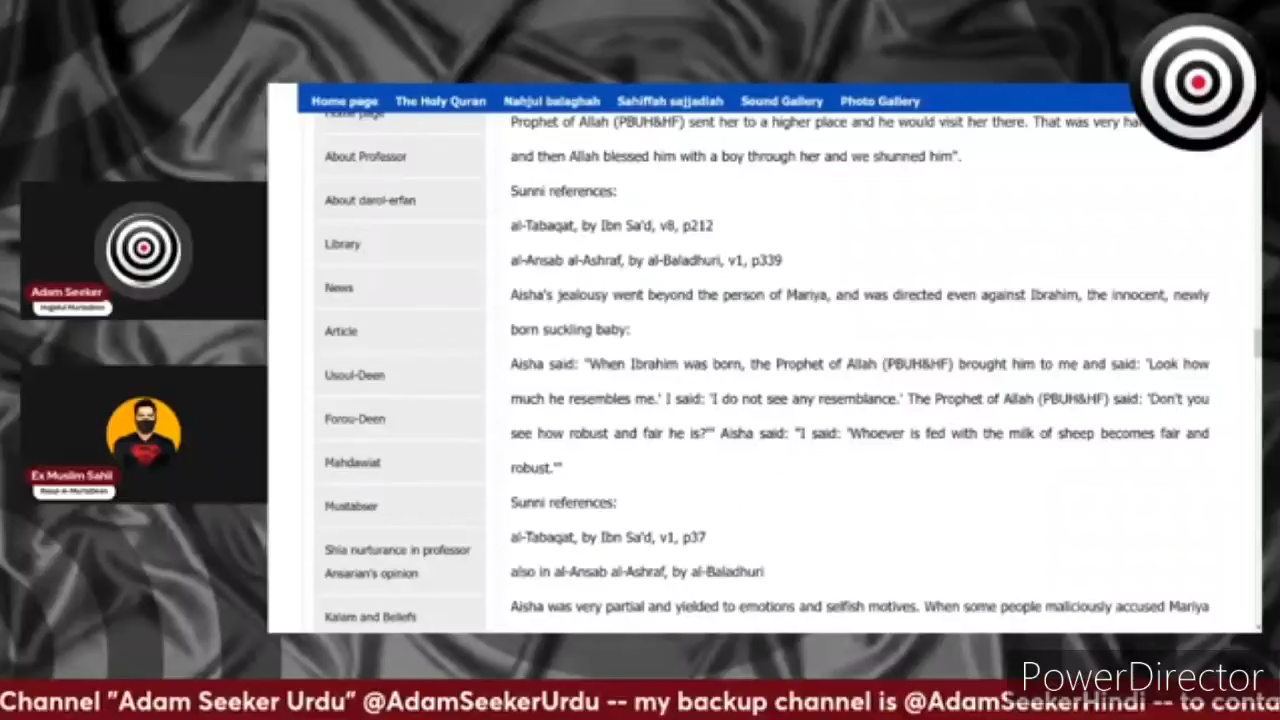 Home page The Holy Quran Nahjul balaghah Sahiffah sajjadiah Sound Gallery Photo Gallery
Home page
About Professor
About darol-erfan
Library
News
Article
Usoul-Deen
Forou-Deen
Mahdawiat
Mustabser
Shia nurturance in professor
Ansarian's opinion
Kalam and Beliefs
Prophet of Allah (PBUH&HF) sent her to a higher place and he would visit her there. That was very
and then Allah blessed him with a boy through her and we shunned him".
Sunni references:
al-Tabaqat, by Ibn Sa'd, v8, p212
al-Ansab al-Ashraf, by al-Baladhuri, v1, p339
Aisha's jealousy went beyond the person of Mariya, and was directed even against Ibrahim, the innocent, newly
born suckling baby:
Aisha said: "When Ibrahim was born, the Prophet of Allah (PBUH&HF) brought him to me and said: 'Look how
much he resembles me.' I said: 'I do not see any resemblance.' The Prophet of Allah (PBUH&HF) said: 'Don't you
see how robust and fair he is?'" Aisha said: "I said: 'Whoever is fed with the milk of sheep becomes fair and
robust.'"
Sunni references:
al-Tabaqat, by Ibn Sa'd, v1, p37
also in al-Ansab al-Ashraf, by al-Baladhuri
Aisha was very partial and yielded to emotions and selfish motives. When some people maliciously accused Mariya
Adam Seeker
Ex Muslim Sahil
PowerDirector
Channel "Adam Seeker Urdu" @AdamSeekerUrdu -- my backup channel is @AdamSeekerHindi -- to conta